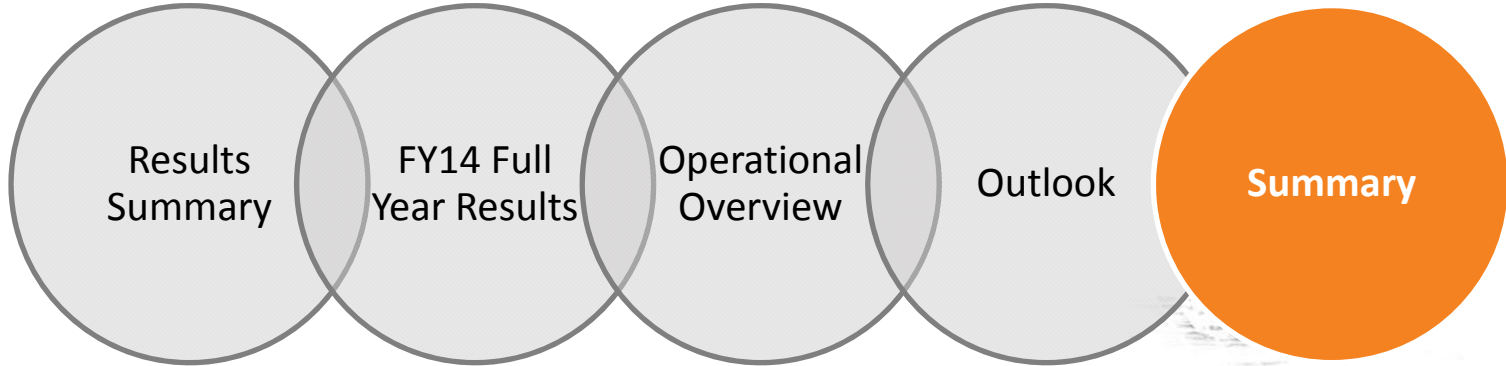 Results
Summary
FY14 Full
Year Results
Operational
Overview
Outlook
Summary